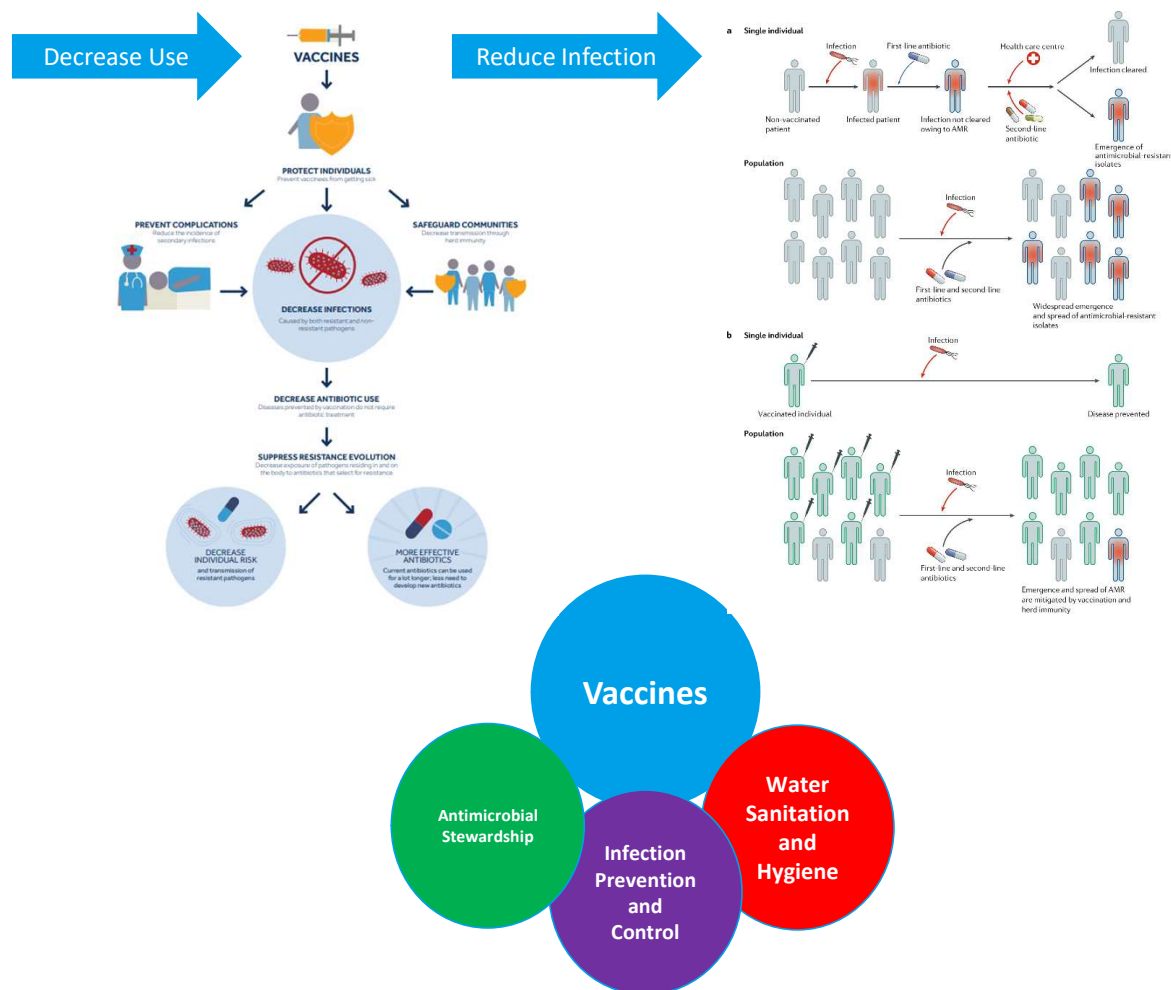 Decrease Use
VACCINES
PROTECT INDIVIDUALS
Prevent vaccinees from getting sick
PREVENT COMPLICATIONS
Reduce the incidence of
secondary infections
SAFEGUARD COMMUNITIES
Decrease transmission through
herd immunity
DECREASE INFECTIONS
Caused by both resistant and non-
resistant pathogens
DECREASE ANTIBIOTIC USE
Diseases prevented by vaccination do not require
antibiotic treatment
SUPPRESS RESISTANCE EVOLUTION
Decrease exposure of pathogens residing in and on
the body to antibiotics that select for resistance
DECREASE
INDIVIDUAL RISK
and transmission of
resistant pathogens
MORE EFFECTIVE
ANTIBIOTICS
Current antibiotics can be used
for a lot longer; less need to
develop new antibiotics
Reduce Infection
a Single individual
Infection
First-line antibiotic
Health care centre
Infection cleared
Non-vaccinated
patient
Infected patient
Infection not cleared
owing to AMR
Second-line
antibiotic
Emergence of
antimicrobial-resistan
isolates
Population
Infection
First-line and second-line
antibiotics
Widespread emergence
and spread of antimicrobial-resistant
isolates
b Single individual
Infection
Vaccinated individual
Disease prevented
Population
Infection
First-line and second-line
antibiotics
Emergence and spread of AMR
are mitigated by vaccination and
herd immunity
Vaccines
Antimicrobial
Stewardship
Infection
Prevention
and
Control
Water
Sanitation
and
Hygiene